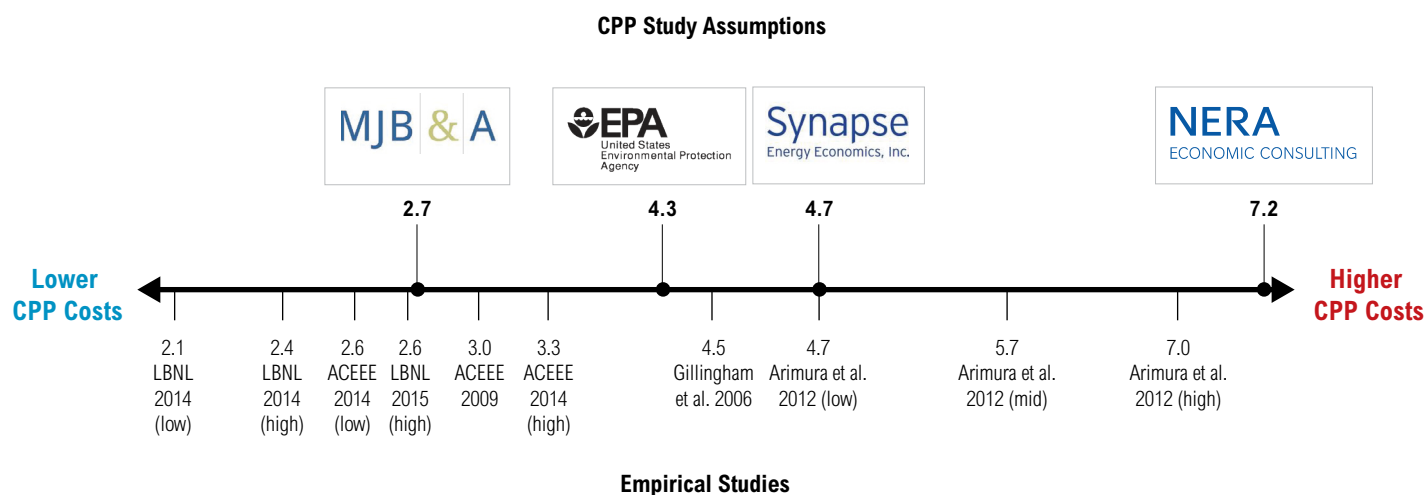 CPP Study Assumptions
MJB & A
EPA
United States
Environmental Protection
Agency
Synapse
Energy Economics, Inc.
NERA
ECONOMIC CONSULTING
2.7
4.3
4.7
7.2
Lower
CPP Costs
Higher
CPP Costs
2.1
LBNL
2014
(low)
2.4
LBNL
2014
(high)
2.6
ACEEE
2014
(low)
2.6
LBNL
2015
(high)
3.0
ACEEE
2009
3.3
ACEEE
2014
(high)
4.5
Gillingham
et al. 2006
4.7
Arimura et al.
2012 (low)
5.7
Arimura et al.
2012 (mid)
7.0
Arimura et al.
2012 (high)
Empirical Studies